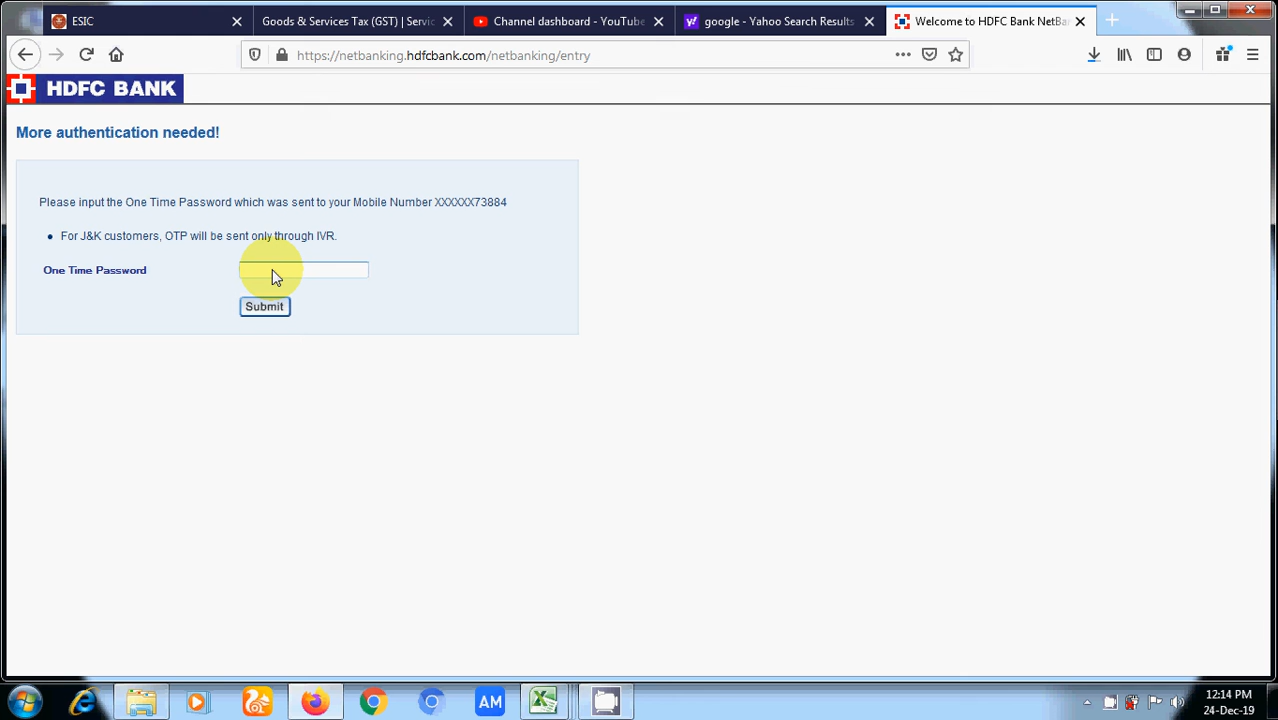 ESIC
Goods & Services Tax (GST) | Servic
Channel dashboard - YouTube
google - Yahoo Search Results
Welcome to HDFC Bank NetBa
https://netbanking.hdfcbank.com/netbanking/entry
HDFC BANK
More authentication needed!
Please input the One Time Password which was sent to your Mobile Number XXXXXX73884
For J&K customers, OTP will be sent only through IVR.
One Time Password
Submit
AM
12:14 PM
24-Dec-19